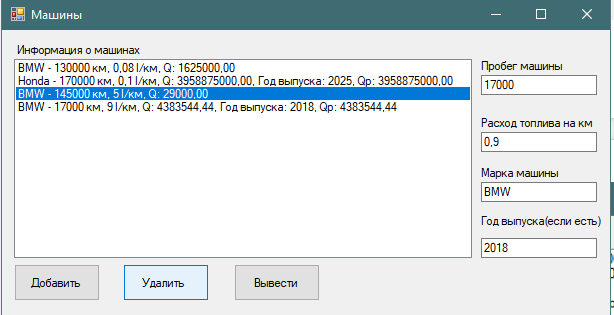 Машины
Информация о машинах
BMW - 130000 км, 0,08 l/км, Q: 1625000,00
Honda - 170000 км, 0,1 l/км, Q: 3958875000,00, Год выпуска: 2025, Qp: 3958875000,00
BMW - 145000 км, 5 l/км, Q: 29000,00
BMW - 17000 км, 9 l/км, Q: 4383544,44, Год выпуска: 2018, Qp: 4383544,44
Пробег машины
17000
Расход топлива на км
0,9
Марка машины
BMW
Год выпуска(если есть)
2018
Добавить
Удалить
Вывести